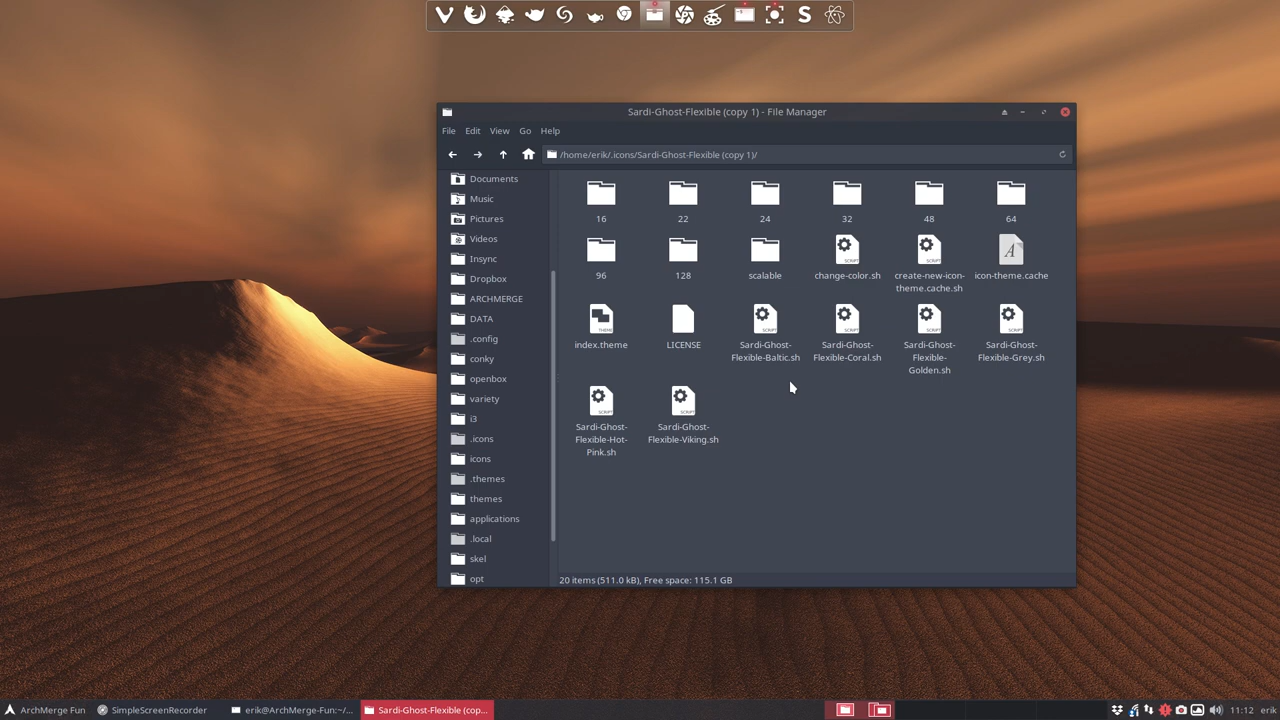 Sardi-Ghost-Flexible (copy 1) - File Manager
File Edit View Go Help
/home/erik/.icons/Sardi-Ghost-Flexible (copy 1)/
Documents
Music
Pictures
Videos
Insync
Dropbox
ARCHMERGE
DATA
.config
conky
openbox
variety
i3
.icons
icons
.themes
themes
applications
.local
skel
opt
16 22 24 32 48 64
96 128 scalable change-color.sh create-new-icon-
theme.cache.sh
icon-theme.cache
index.theme LICENSE Sardi-Ghost-
Flexible-Baltic.sh
Sardi-Ghost-
Flexible-Coral.sh
Sardi-Ghost-
Flexible-
Golden.sh
Sardi-Ghost-
Flexible-Grey.sh
Sardi-Ghost-
Flexible-Hot-
Pink.sh
Sardi-Ghost-
Flexible-Viking.sh
20 items (511.0 kB), Free space: 115.1 GB
ArchMerge Fun SimpleScreenRecorder erik@ArchMerge-Fun:~/... Sardi-Ghost-Flexible (cop... 11:12 erik